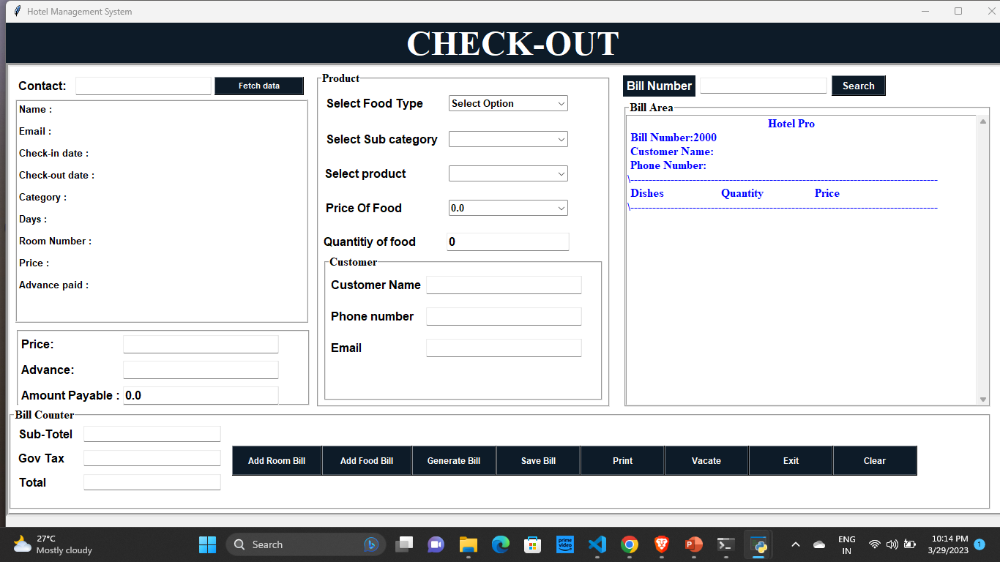 Hotel Management System
CHECK-OUT
Contact:
Fetch data
Name :
Email :
Check-in date :
Check-out date :
Category :
Days :
Room Number :
Price :
Advance paid :
Price:
Advance:
Amount Payable : 0.0
Product
Select Food Type Select Option
Select Sub category
Select product
Price Of Food 0.0
Quantitiy of food 0
Customer
Customer Name
Phone number
Email
Bill Number
Search
Bill Area
Hotel Pro
Bill Number:2000
Customer Name:
Phone Number:
\------------------------------------------------------------------------------------
Dishes Quantity Price
\------------------------------------------------------------------------------------
Bill Counter
Sub-Totel
Gov Tax
Total
Add Room Bill Add Food Bill Generate Bill Save Bill Print Vacate Exit Clear
27°C
Mostly cloudy
Search
prime video
ENG
IN
10:14 PM
3/29/2023
1